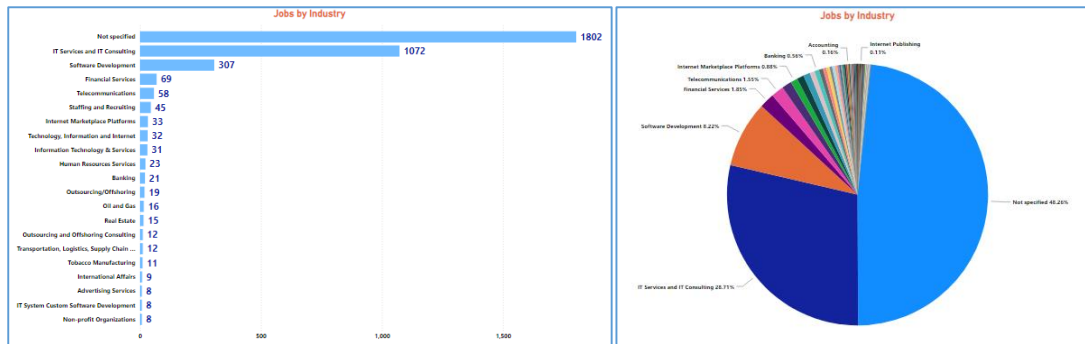 Jobs by Industry
Not specified 1802
IT Services and IT Consulting 1072
Software Development 307
Financial Services 69
Telecommunications 58
Staffing and Recruiting 45
Internet Marketplace Platforms 33
Technology, Information and Internet 32
Information Technology & Services 31
Human Resources Services 23
Banking 21
Outsourcing/Offshoring 19
Oil and Gas 16
Real Estate 15
Outsourcing and Offshoring Consulting 12
Transportation, Logistics, Supply Chain ... 12
Tobacco Manufacturing 11
International Affairs 9
Advertising Services 8
IT System Custom Software Development 8
Non-profit Organizations 8
0 500 1,000 1,500
Jobs by Industry
Accounting
0.16%
Internet Publishing
0.11%
Banking 0.56%
Internet Marketplace Platforms 0.88%
Telecommunications 1.55%
Financial Services 1.85%
Software Development 8.22%
Not specified 48.26%
IT Services and IT Consulting 28.71%